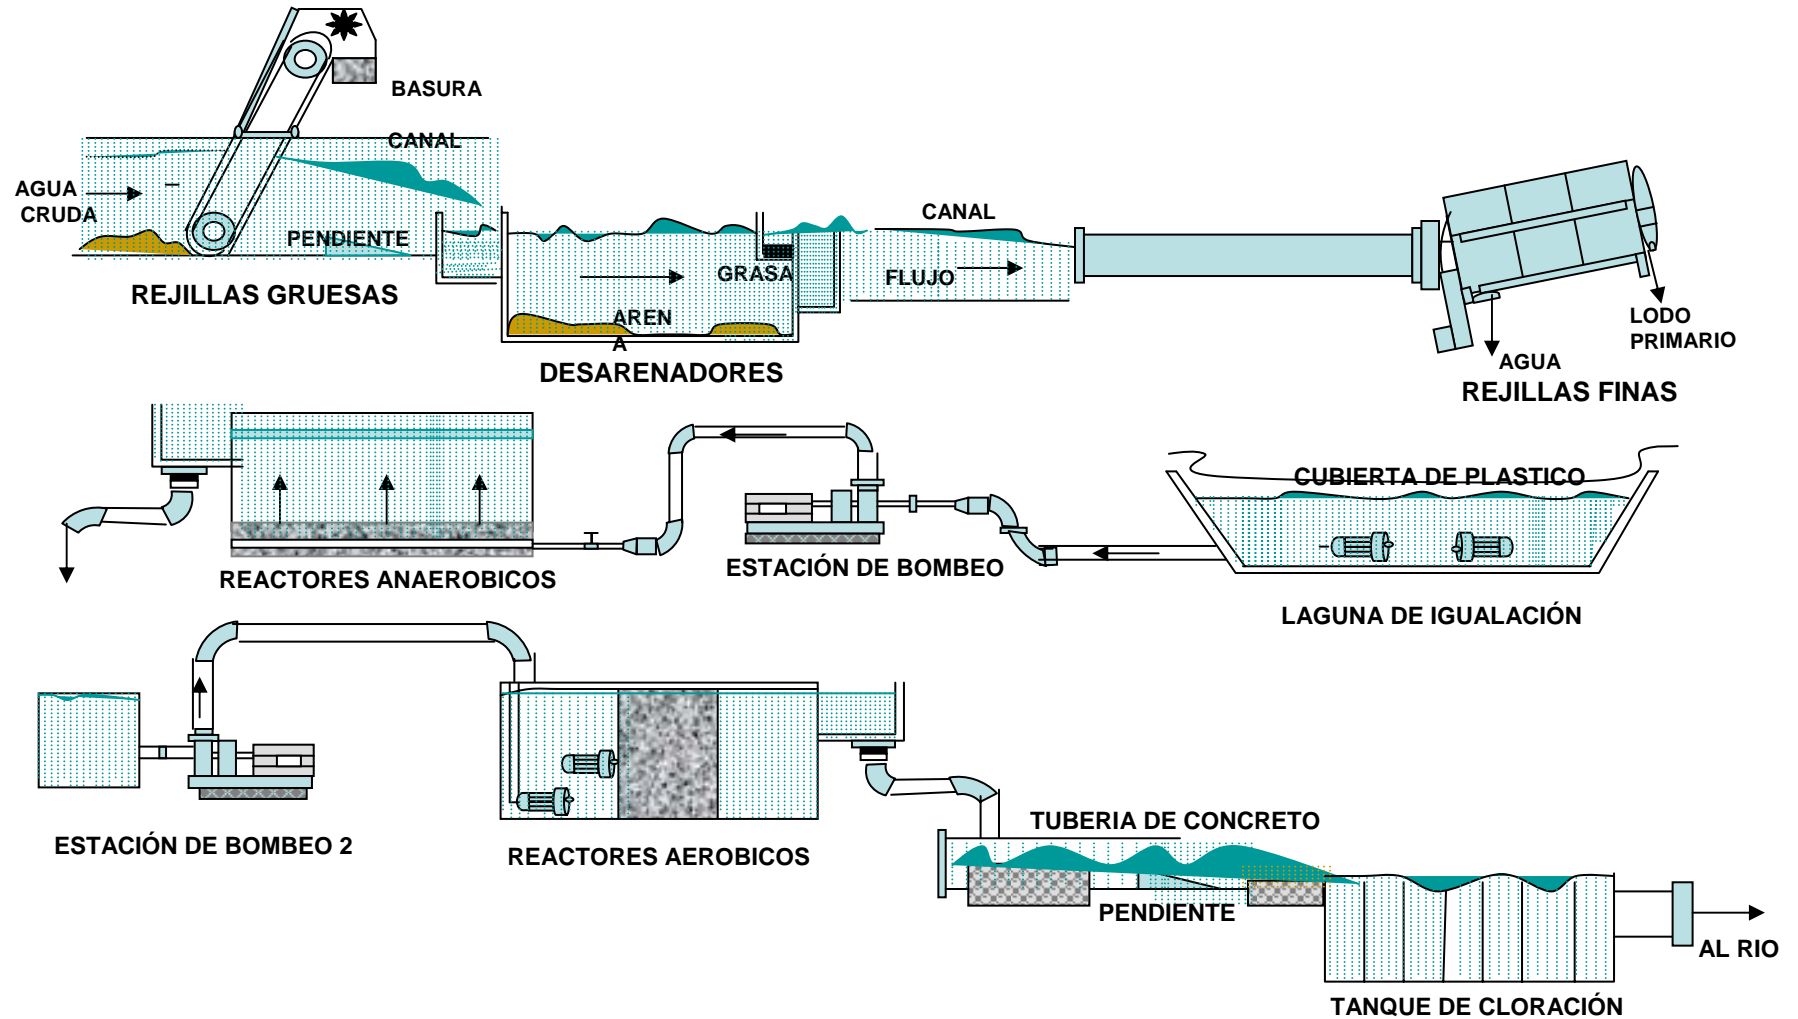 BASURA
CANAL
AGUA
CRUDA
PENDIENTE
REJILLAS GRUESAS
GRASA
AREN
A
DESARENADORES
CANAL
FLUJO
LODO
PRIMARIO
AGUA
REJILLAS FINAS
REACTORES ANAEROBICOS
ESTACIÓN DE BOMBEO
CUBIERTA DE PLASTICO
LAGUNA DE IGUALACIÓN
ESTACIÓN DE BOMBEO 2
REACTORES AEROBICOS
TUBERIA DE CONCRETO
PENDIENTE
AL RIO
TANQUE DE CLORACIÓN